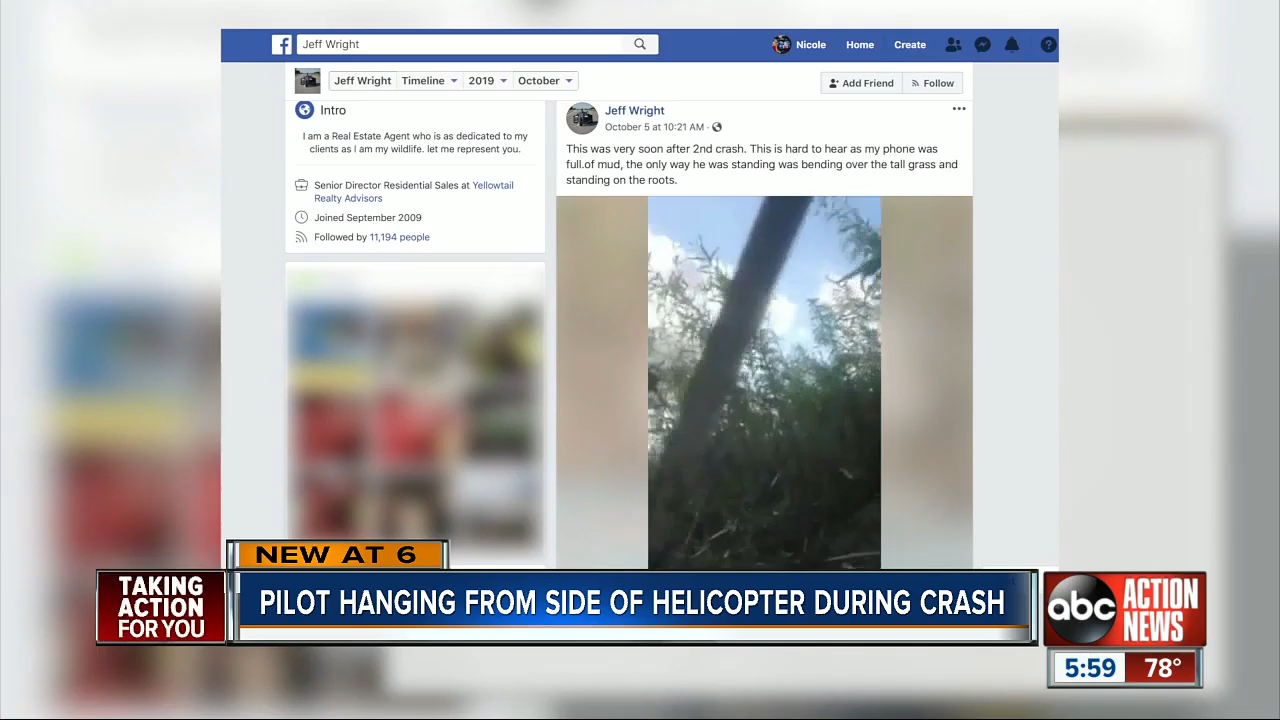 f
Jeff Wright
Nicole
Home
Create
?
Jeff Wright
Timeline
2019
October
Add Friend
Follow
Intro
I am a Real Estate Agent who is as dedicated to my
clients as I am my wildlife. let me represent you.
Senior Director Residential Sales at Yellowtail
Realty Advisors
Joined September 2009
Followed by 11,194 people
Jeff Wright
October 5 at 10:21 AM ·
This was very soon after 2nd crash. This is hard to hear as my phone was
full.of mud, the only way he was standing was bending over the tall grass and
standing on the roots.
NEW AT 6
TAKING
ACTION
FOR YOU
PILOT HANGING FROM SIDE OF HELICOPTER DURING CRASH
abc
ACTION
NEWS
5:59
78°